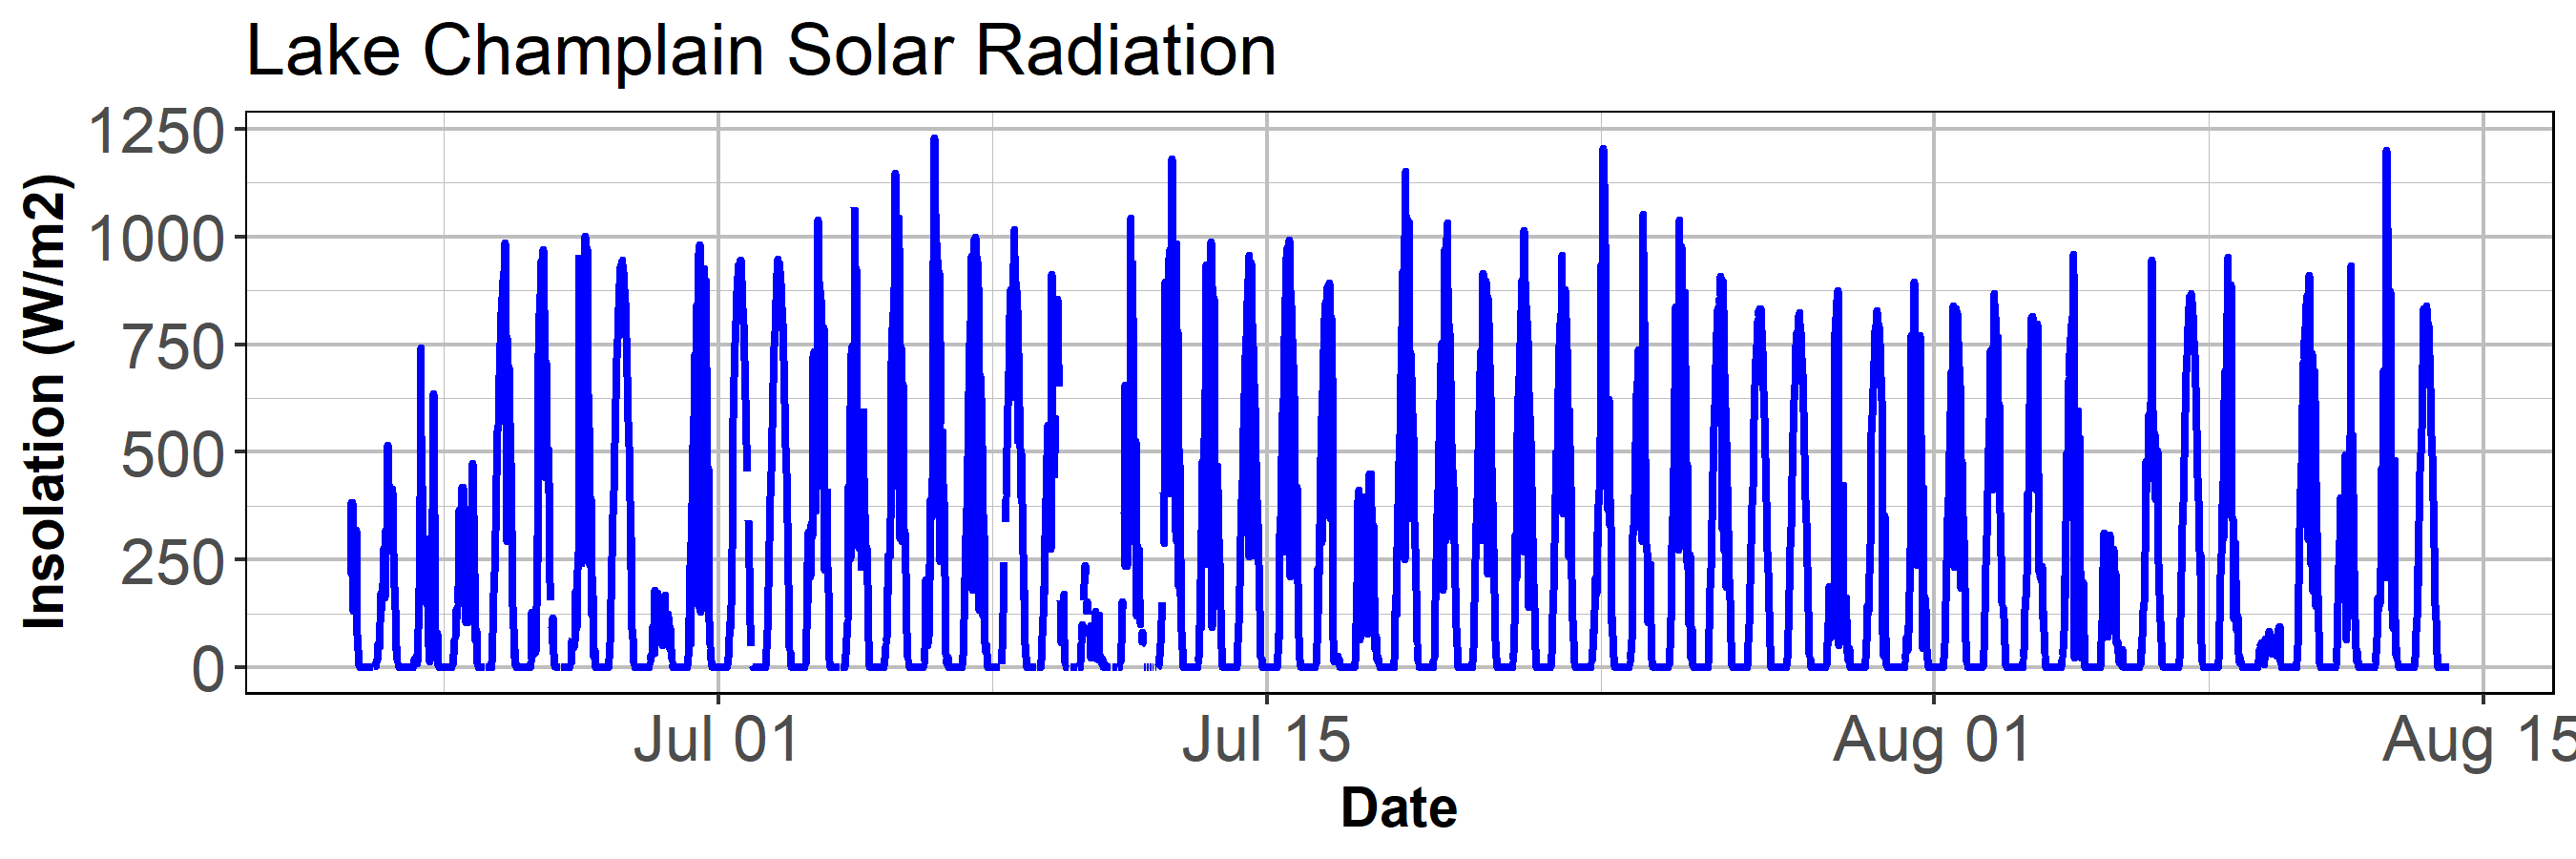 Lake Champlain Solar Radiation
Insolation (W/m2)
1250
1000
750
500
250
0
Jul 01 Jul 15 Aug 01 Aug 15
Date